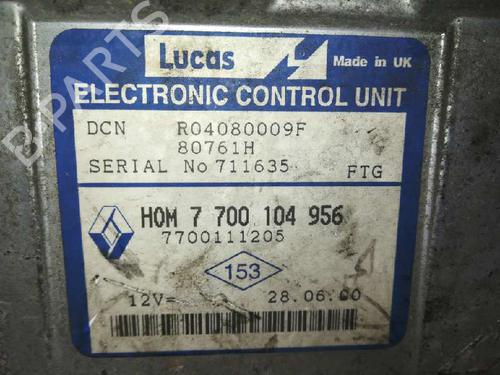 Lucas
Made in UK
ELECTRONIC CONTROL UNIT
DCN R04080009F
80761H
SERIAL No 711635 FTG
HOM 7 700 104 956
7700111205
153
12V= 28.06.00
B PARTS